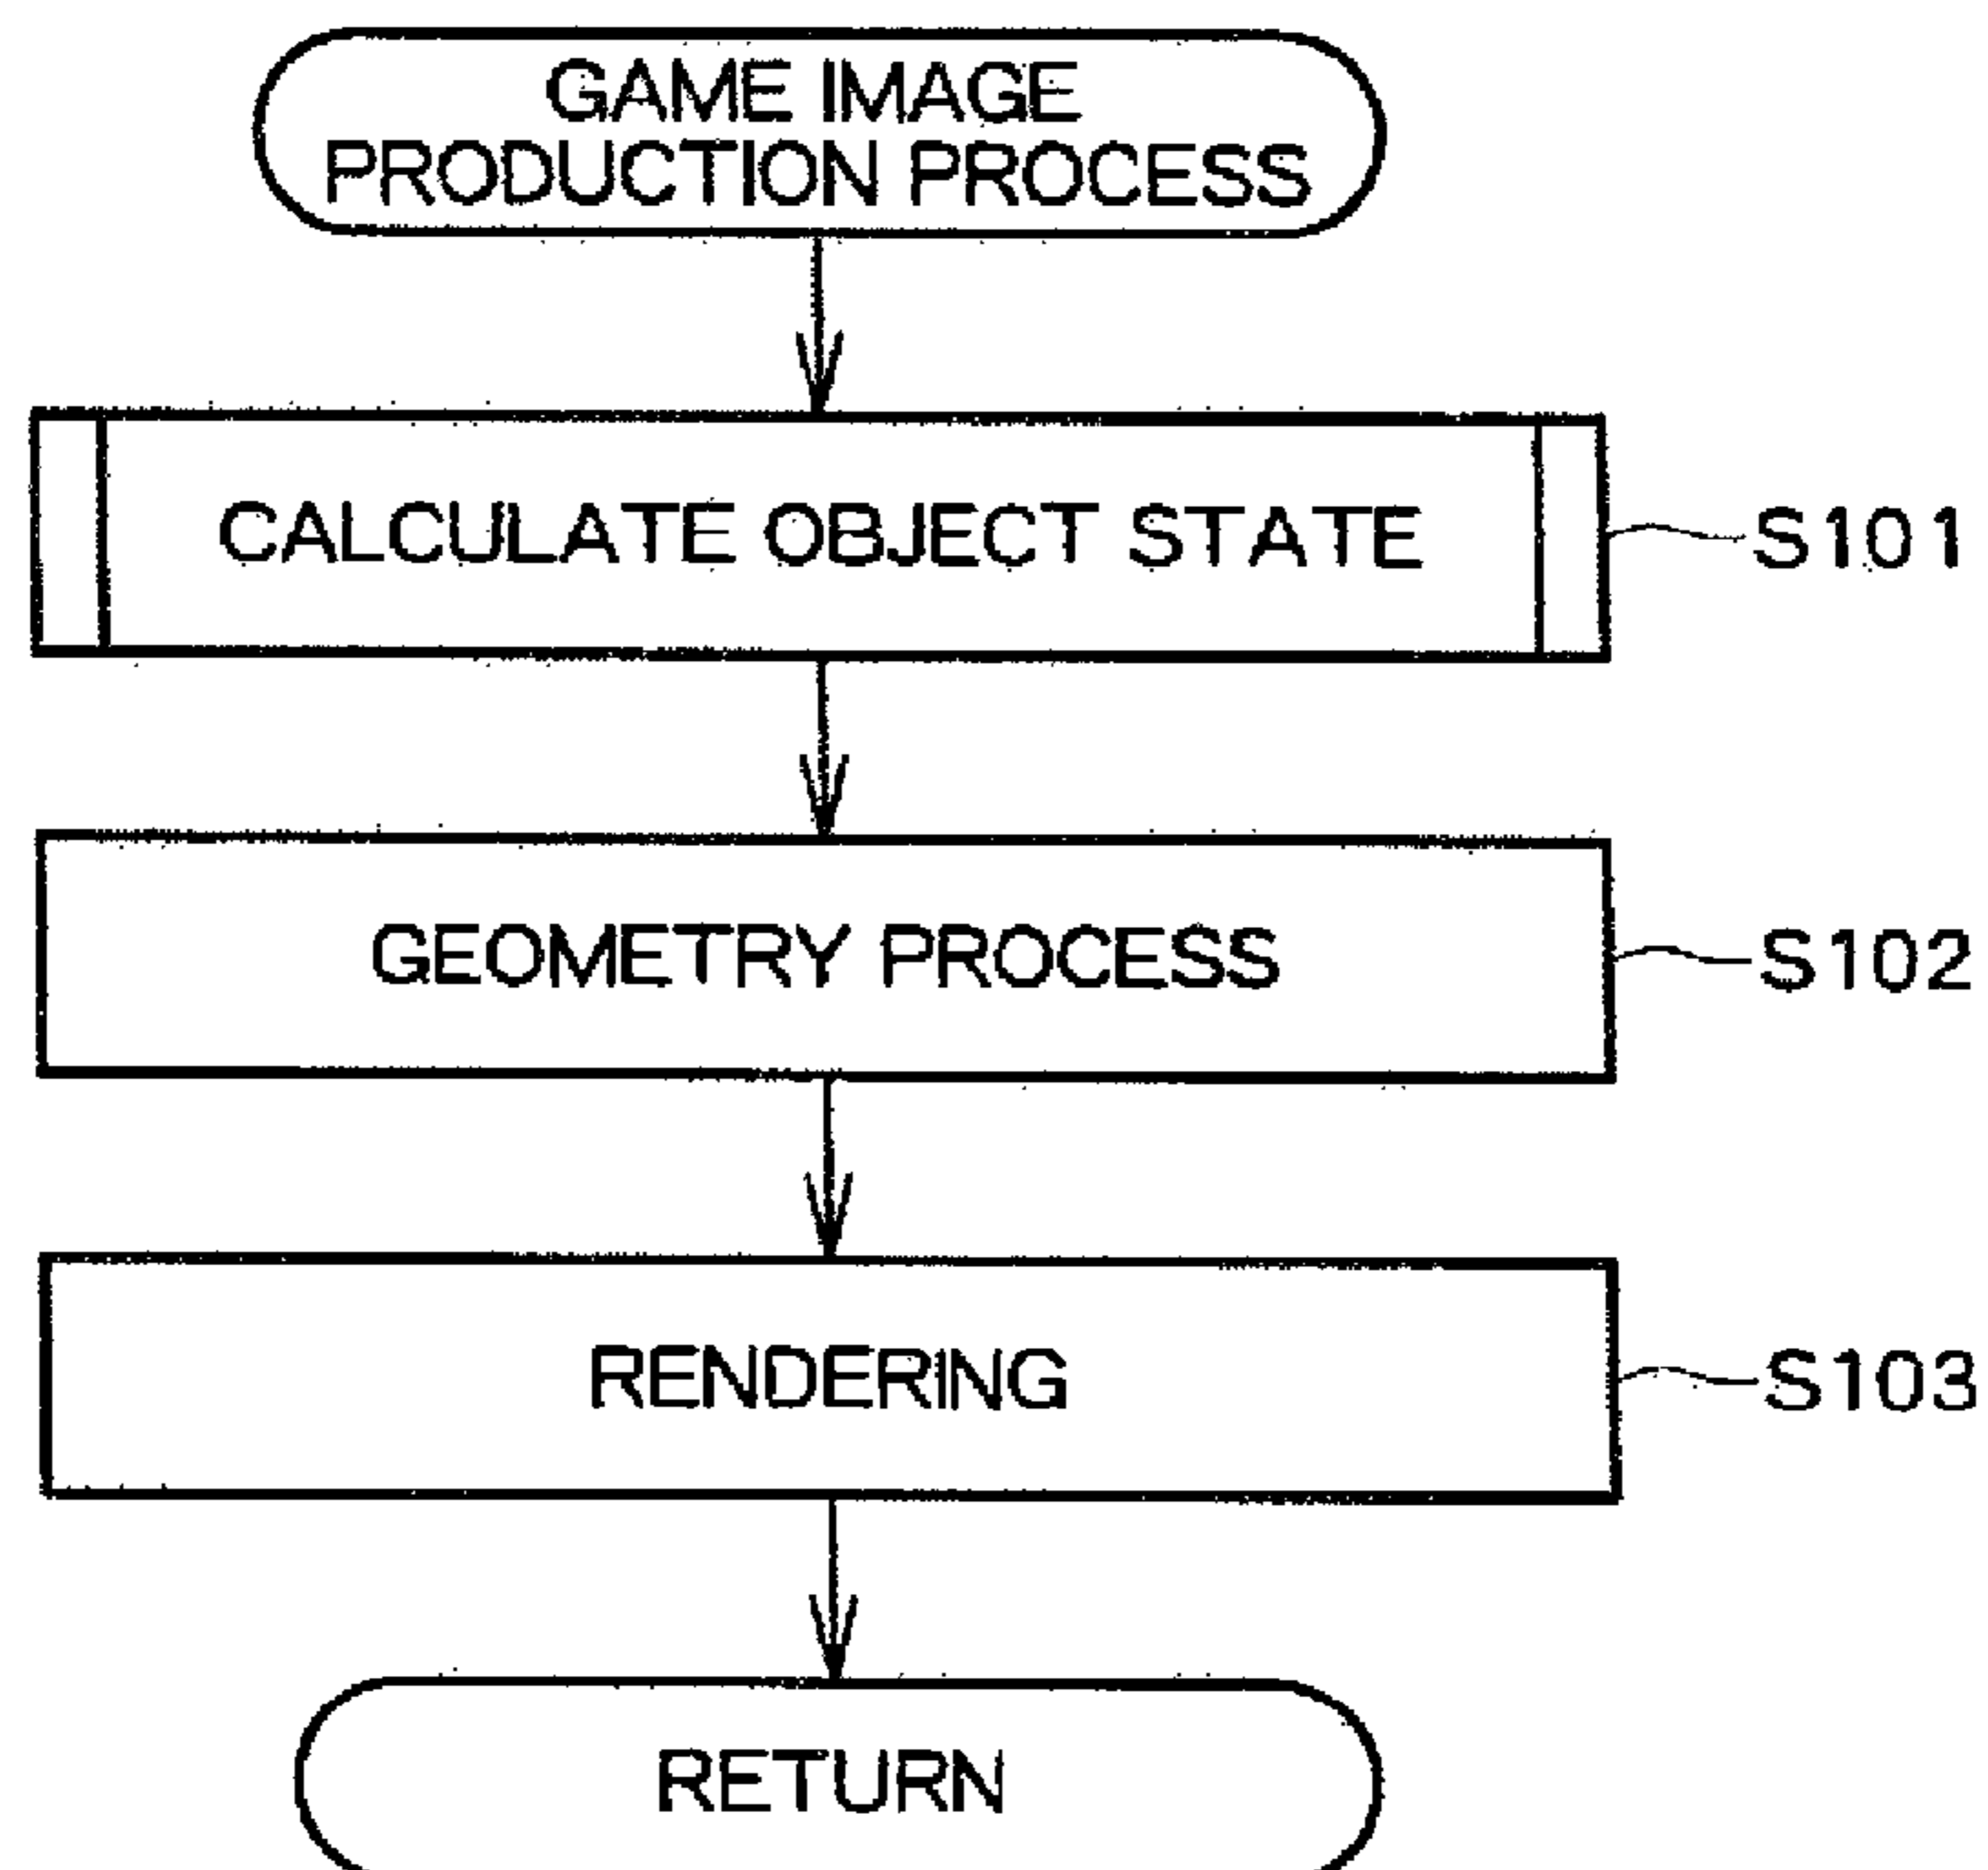 GAME IMAGE
PRODUCTION PROCESS
CALCULATE OBJECT STATE
S101
GEOMETRY PROCESS
S102
RENDERING
S103
RETURN